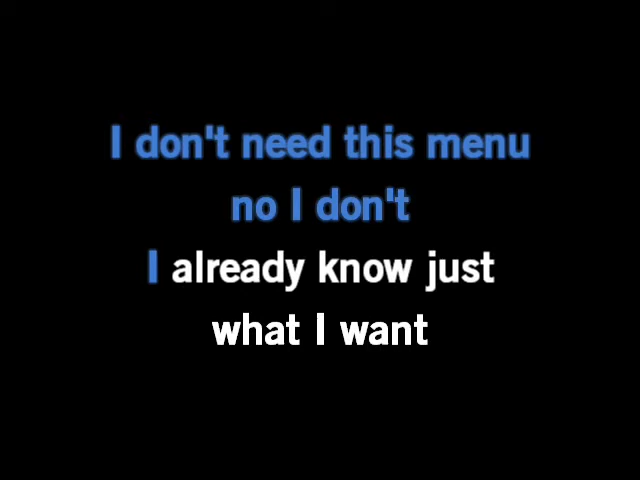 I don't need this menu
no I don't
I already know just
what I want